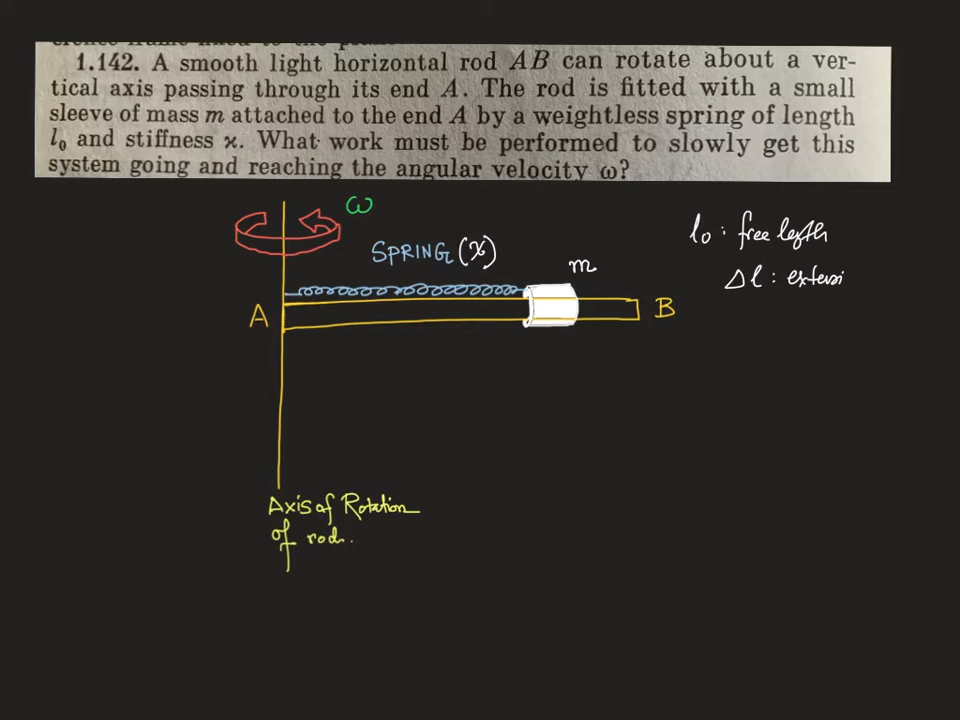 1.142. A smooth light horizontal rod AB can rotate about a ver-
tical axis passing through its end A. The rod is fitted with a small
sleeve of mass m attached to the end A by a weightless spring of length
l₀ and stiffness ϰ. What work must be performed to slowly get this
system going and reaching the angular velocity ω?
ω
l₀ : free length
SPRING (ϰ)
m
Δl : extensi
A
B
Axis of Rotation
of rod.